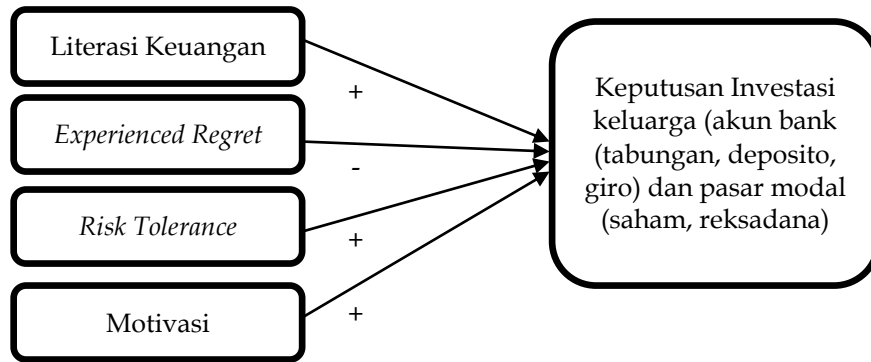 Literasi Keuangan
+
Experienced Regret
-
Risk Tolerance
+
Motivasi
+
Keputusan Investasi
keluarga (akun bank
(tabungan, deposito,
giro) dan pasar modal
(saham, reksadana)